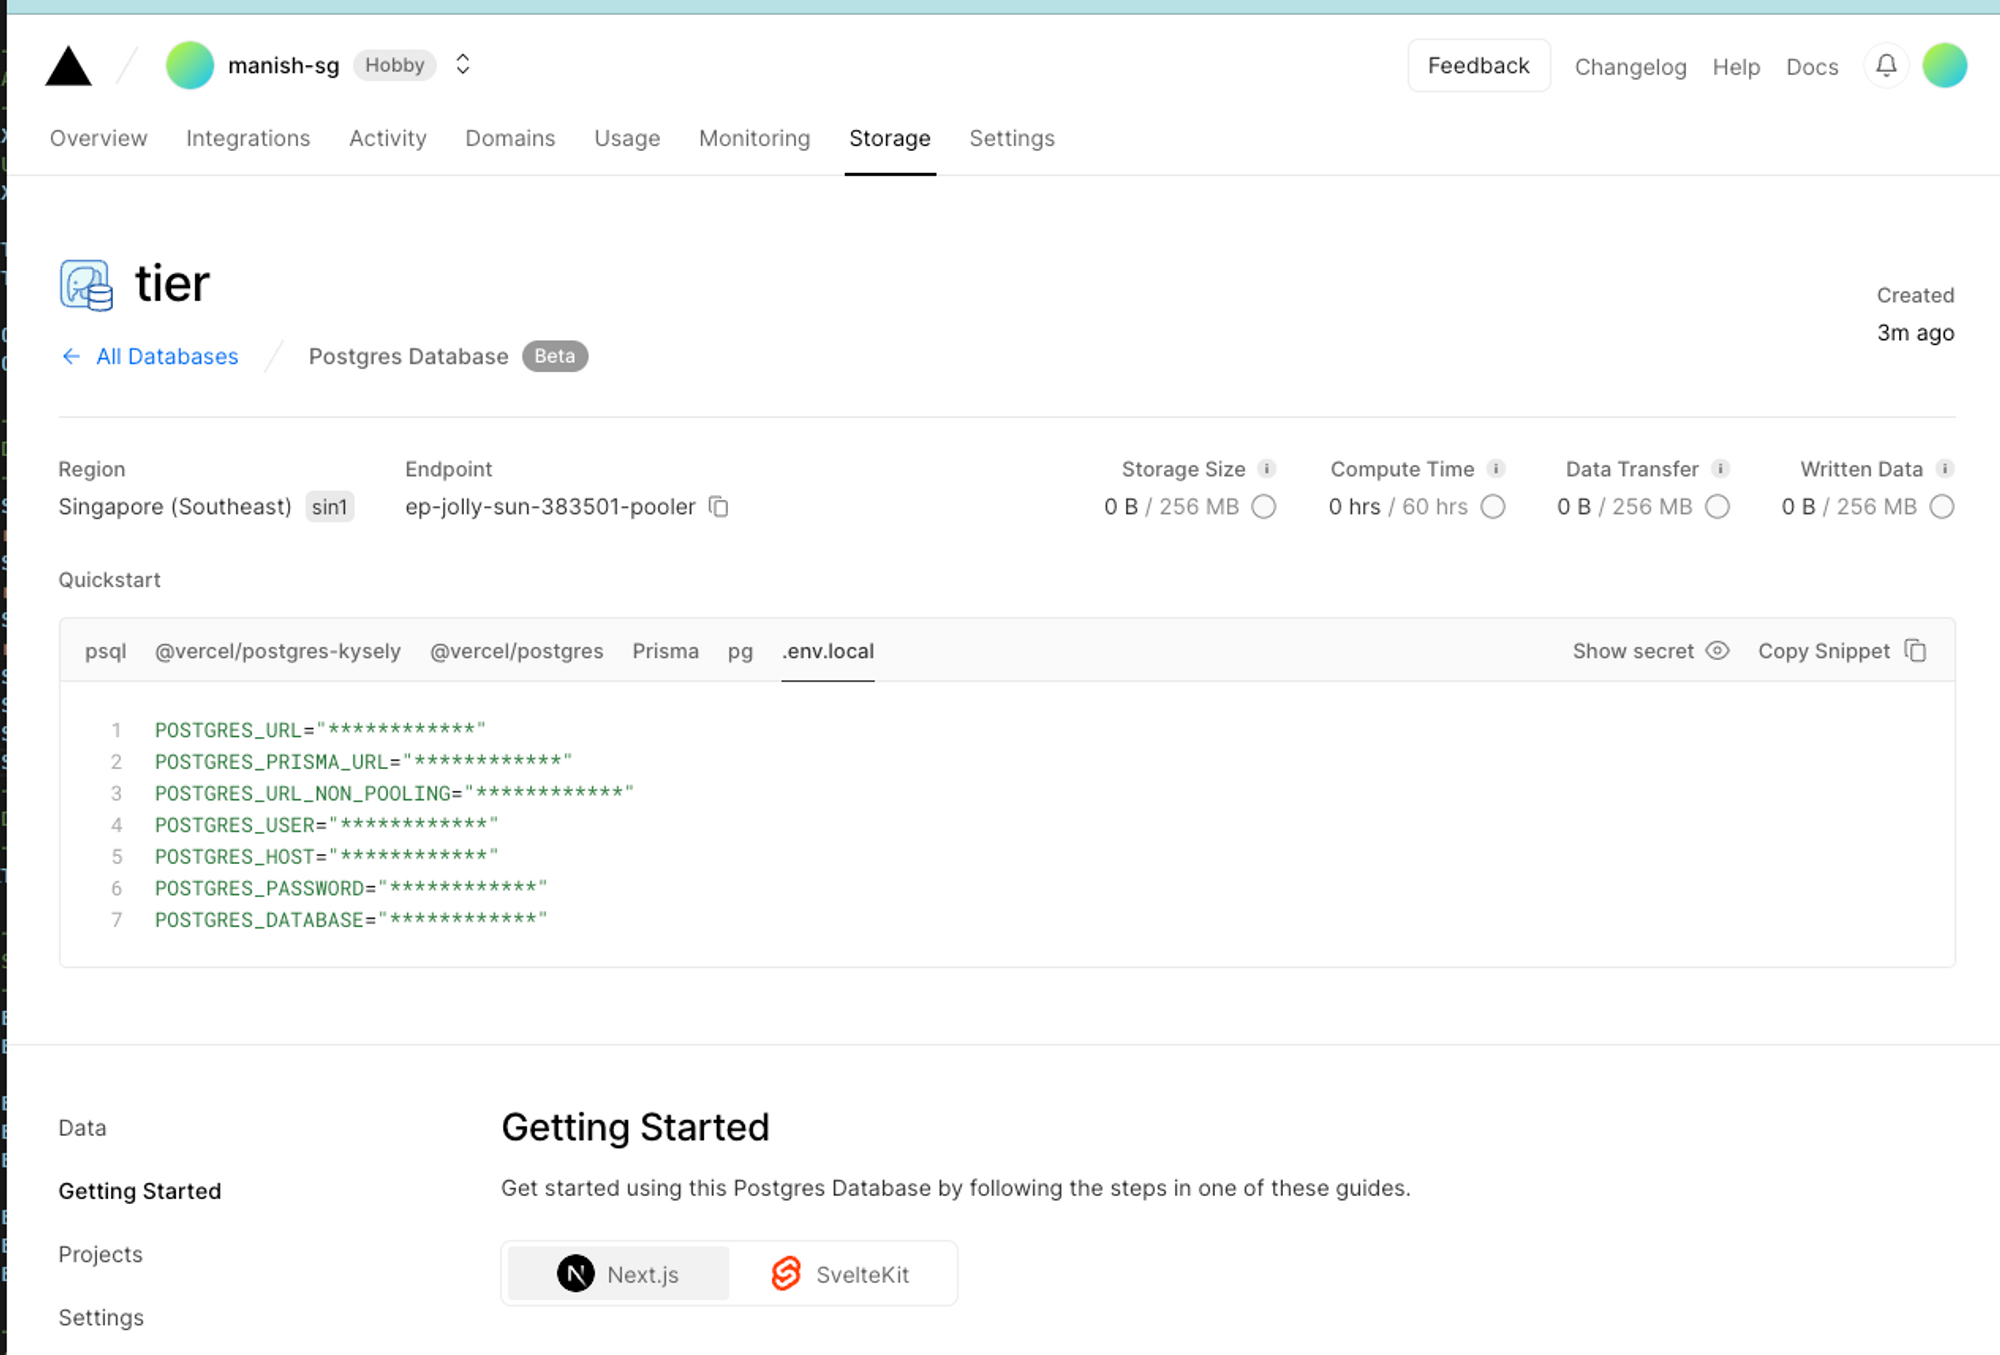 manish-sg Hobby Feedback Changelog Help Docs
Overview Integrations Activity Domains Usage Monitoring Storage Settings
tier
Created
3m ago
← All Databases / Postgres Database Beta
Region Endpoint Storage Size Compute Time Data Transfer Written Data
Singapore (Southeast) sin1 ep-jolly-sun-383501-pooler 0 B / 256 MB 0 hrs / 60 hrs 0 B / 256 MB 0 B / 256 MB
Quickstart
psql @vercel/postgres-kysely @vercel/postgres Prisma pg .env.local Show secret Copy Snippet
1 POSTGRES_URL="************"
2 POSTGRES_PRISMA_URL="************"
3 POSTGRES_URL_NON_POOLING="************"
4 POSTGRES_USER="************"
5 POSTGRES_HOST="************"
6 POSTGRES_PASSWORD="************"
7 POSTGRES_DATABASE="************"
Data
Getting Started
Projects
Settings
Getting Started
Get started using this Postgres Database by following the steps in one of these guides.
Next.js SvelteKit